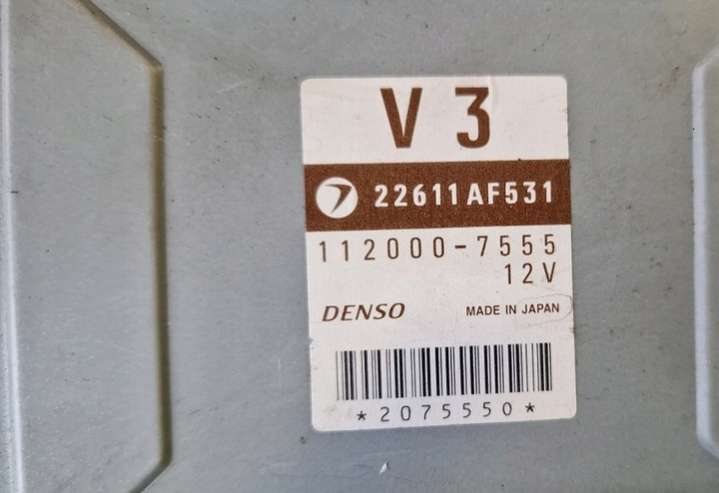 V 3
22611AF531
112000-7555
12V
DENSO MADE IN JAPAN
*2075550*